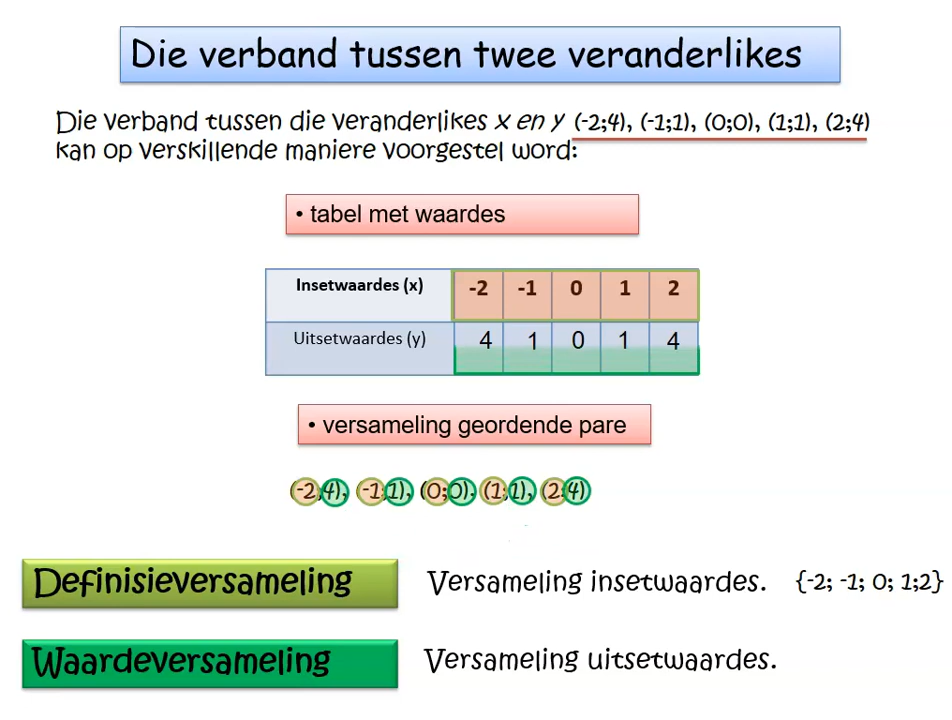 Die verband tussen twee veranderlikes
Die verband tussen die veranderlikes x en y (-2;4), (-1;1), (0;0), (1;1), (2;4)
kan op verskillende maniere voorgestel word:
• tabel met waardes
Insetwaardes (x) -2 -1 0 1 2
Uitsetwaardes (y) 4 1 0 1 4
• versameling geordende pare
(-2;4), (-1;1), (0;0), (1;1), (2;4)
Definisieversameling Versameling insetwaardes. {-2; -1; 0; 1;2}
Waardeversameling Versameling uitsetwaardes.